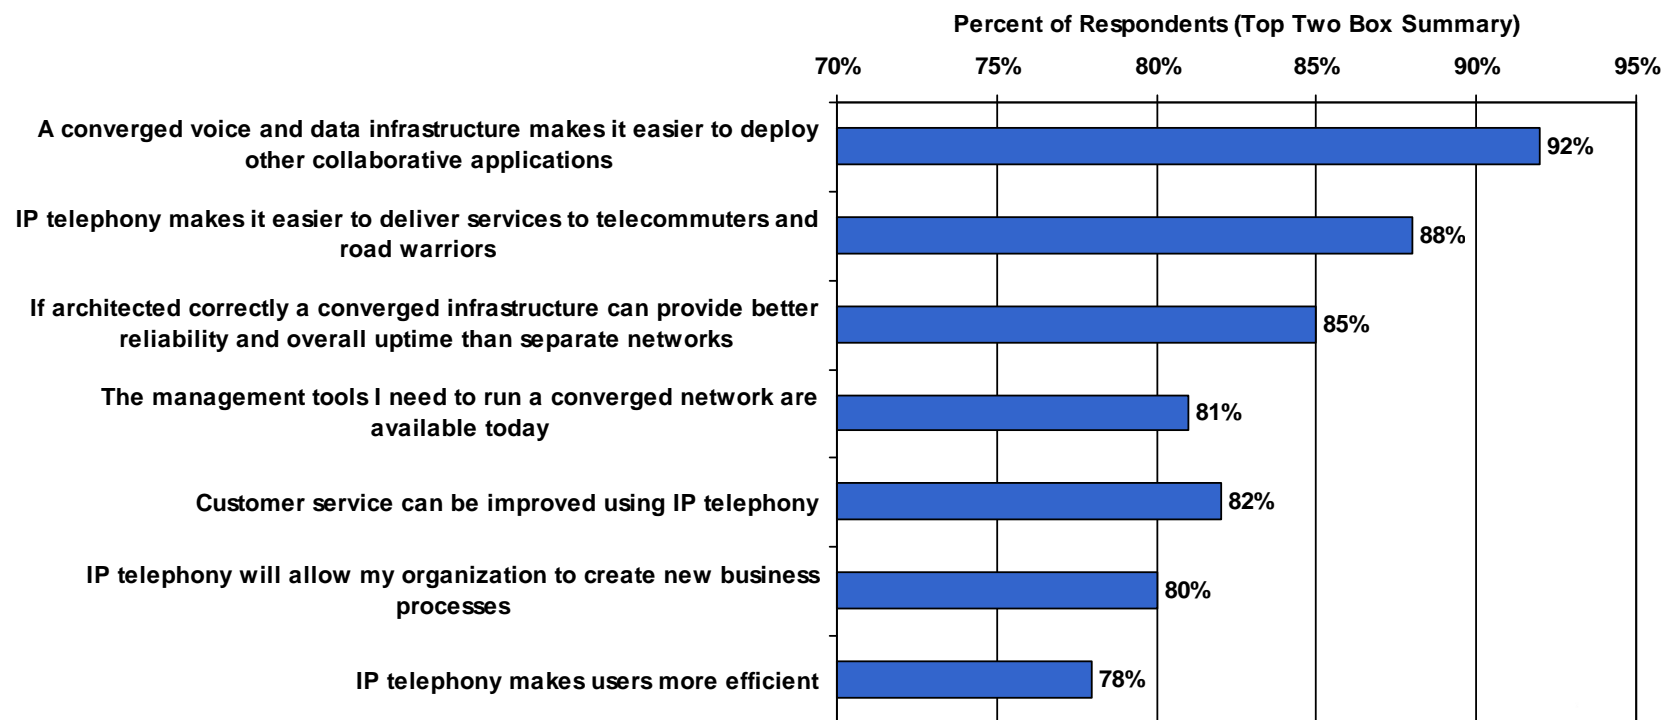 Percent of Respondents (Top Two Box Summary)
70% 75% 80% 85% 90% 95%
A converged voice and data infrastructure makes it easier to deploy
other collaborative applications
92%
IP telephony makes it easier to deliver services to telecommuters and
road warriors
88%
If architected correctly a converged infrastructure can provide better
reliability and overall uptime than separate networks
85%
The management tools I need to run a converged network are
available today
81%
Customer service can be improved using IP telephony
82%
IP telephony will allow my organization to create new business
processes
80%
IP telephony makes users more efficient
78%